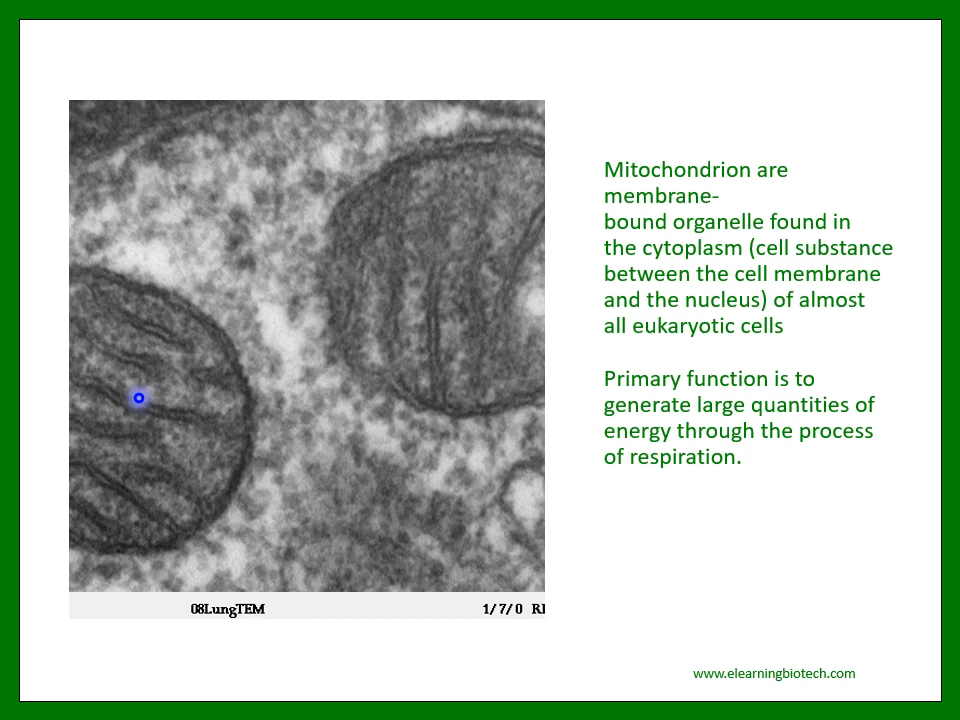 Mitochondrion are
membrane-
bound organelle found in
the cytoplasm (cell substance
between the cell membrane
and the nucleus) of almost
all eukaryotic cells
Primary function is to
generate large quantities of
energy through the process
of respiration.
08LungTEM
1/7/0
www.elearningbiotech.com